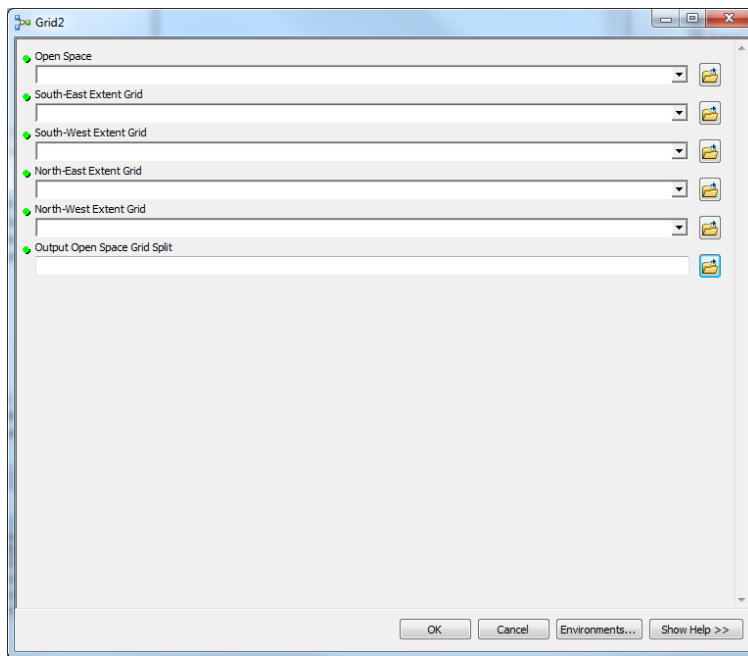 Grid2
Open Space
South-East Extent Grid
South-West Extent Grid
North-East Extent Grid
North-West Extent Grid
Output Open Space Grid Split
OK Cancel Environments... Show Help >>